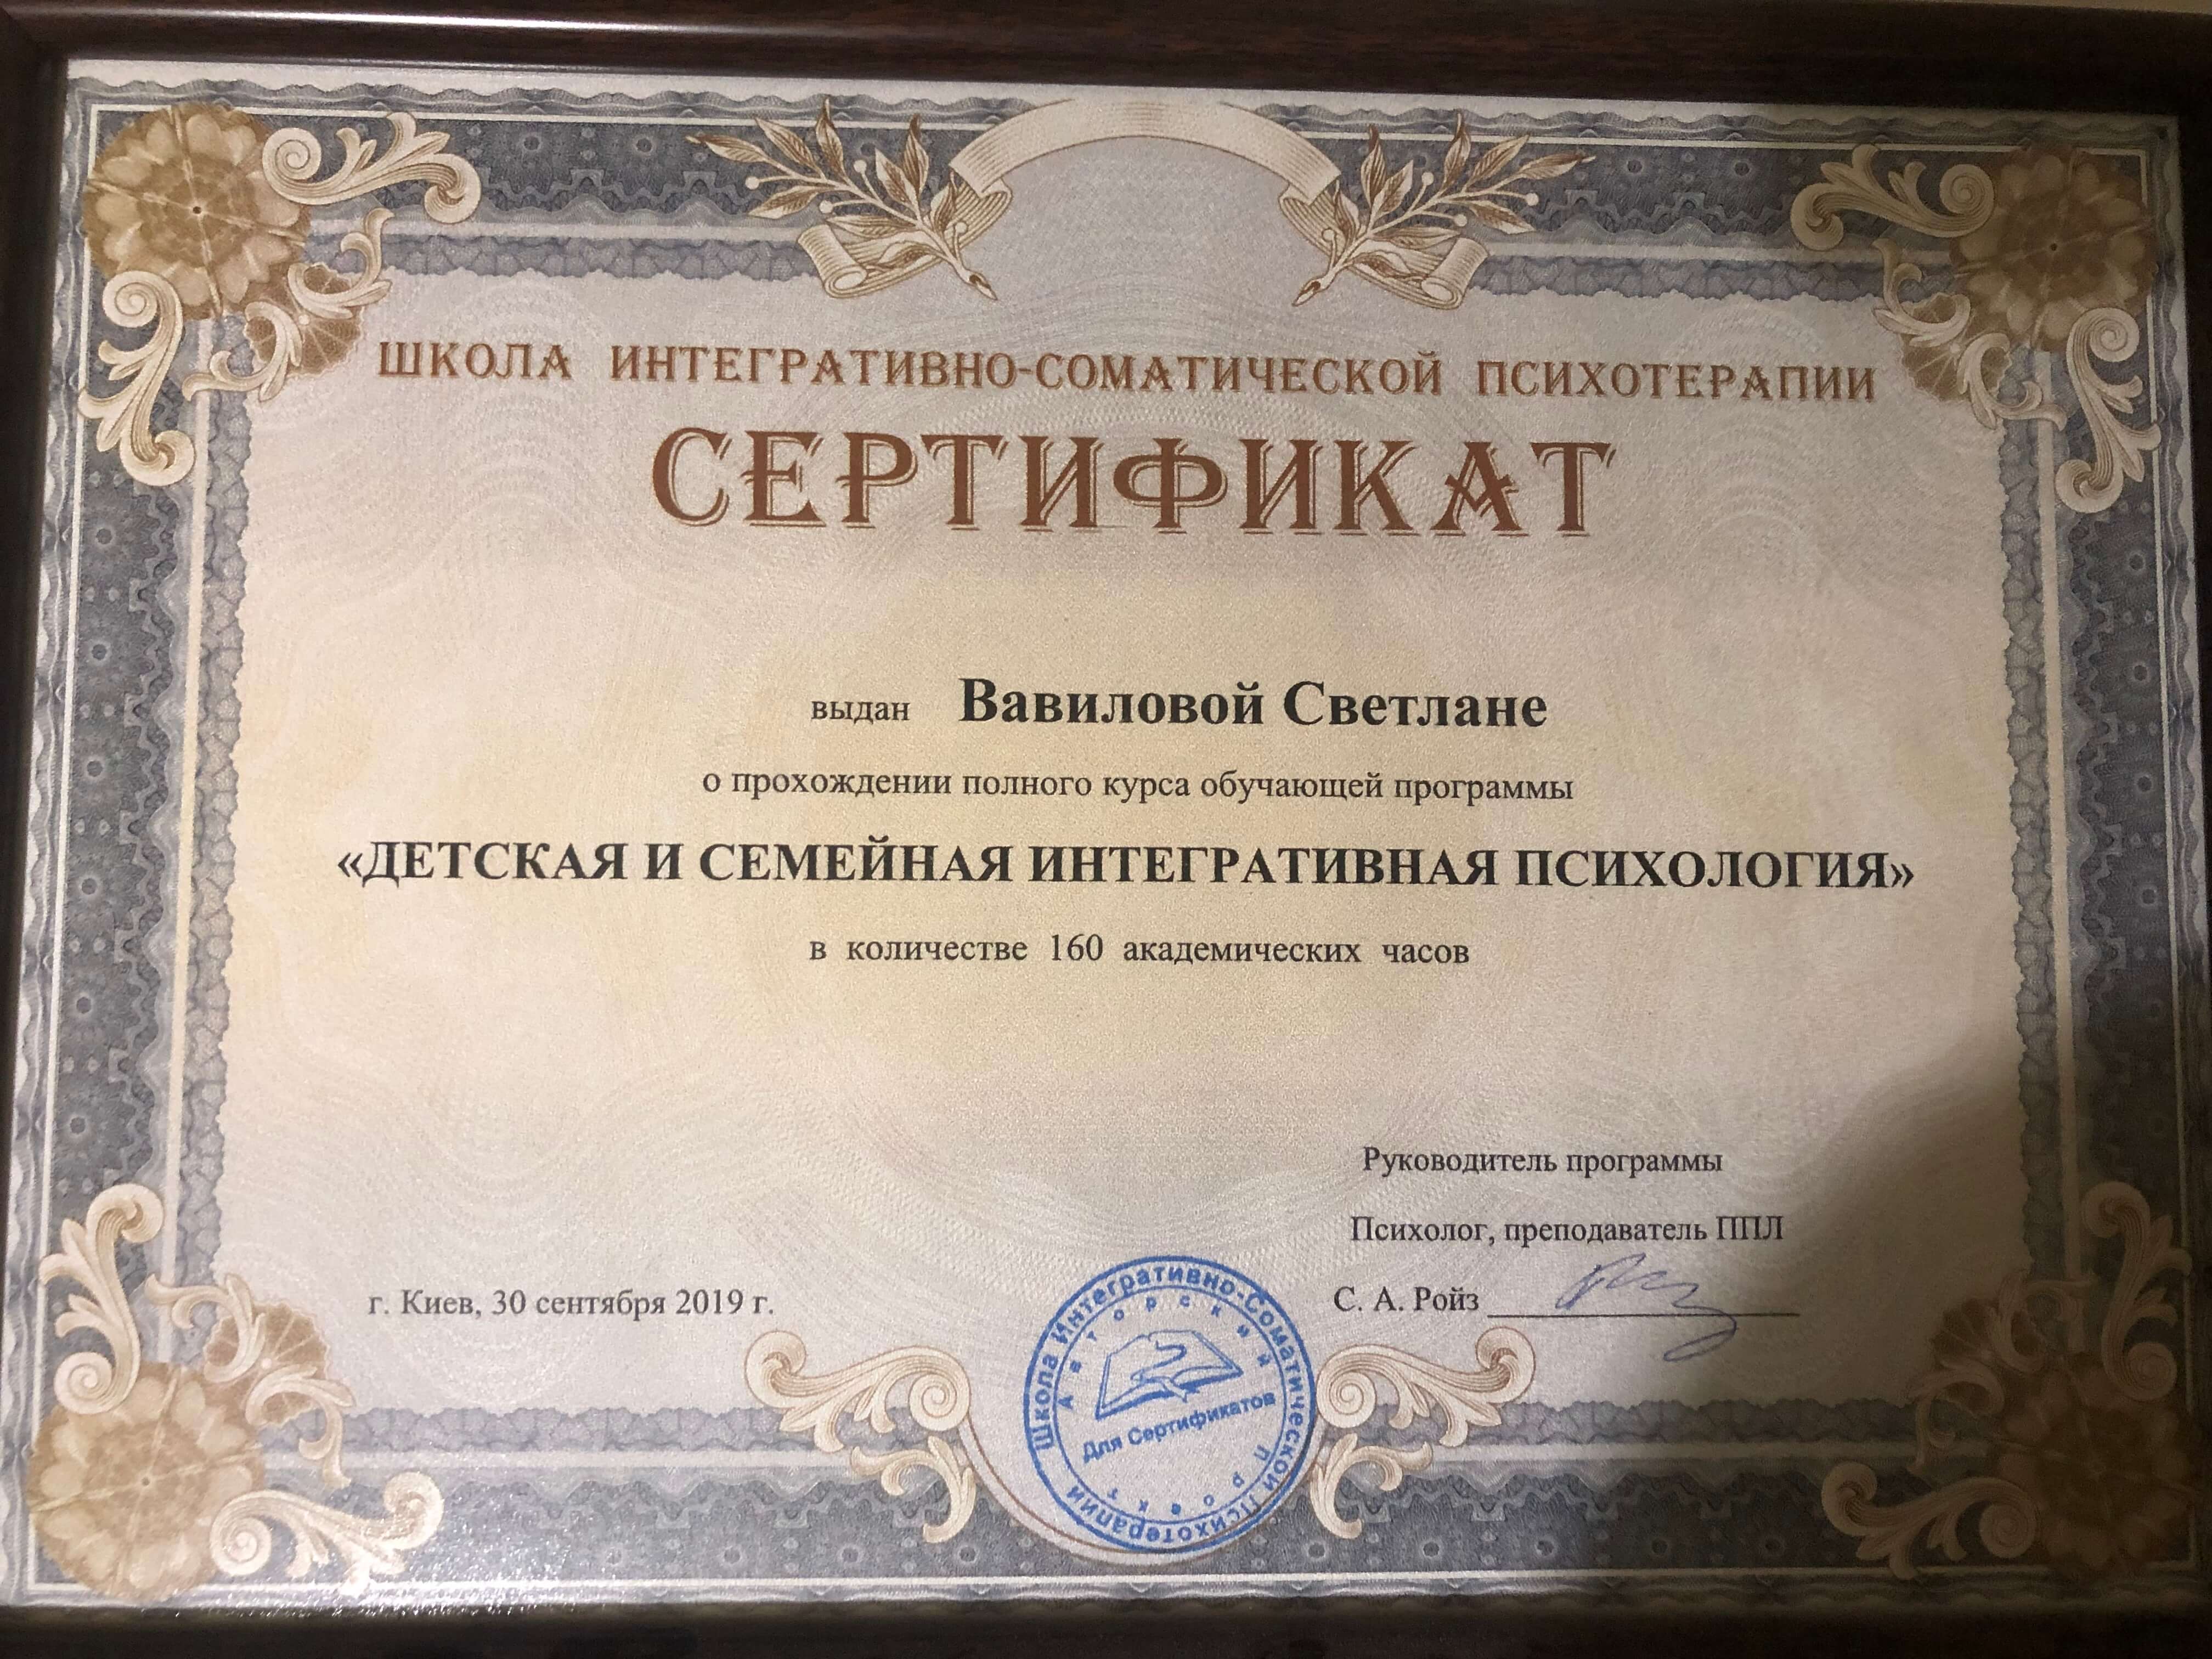 ШКОЛА ИНТЕГРАТИВНО-СОМАТИЧЕСКОЙ ПСИХОТЕРАПИИ
СЕРТИФИКАТ
выдан Вавиловой Светлане
о прохождении полного курса обучающей программы
«ДЕТСКАЯ И СЕМЕЙНАЯ ИНТЕГРАТИВНАЯ ПСИХОЛОГИЯ»
в количестве 160 академических часов
Руководитель программы
Психолог, преподаватель ППЛ
г. Киев, 30 сентября 2019 г.
С. А. Ройз
Школа Интегративно-Соматической Психотерапии
Авторский Проект
Для Сертификатов